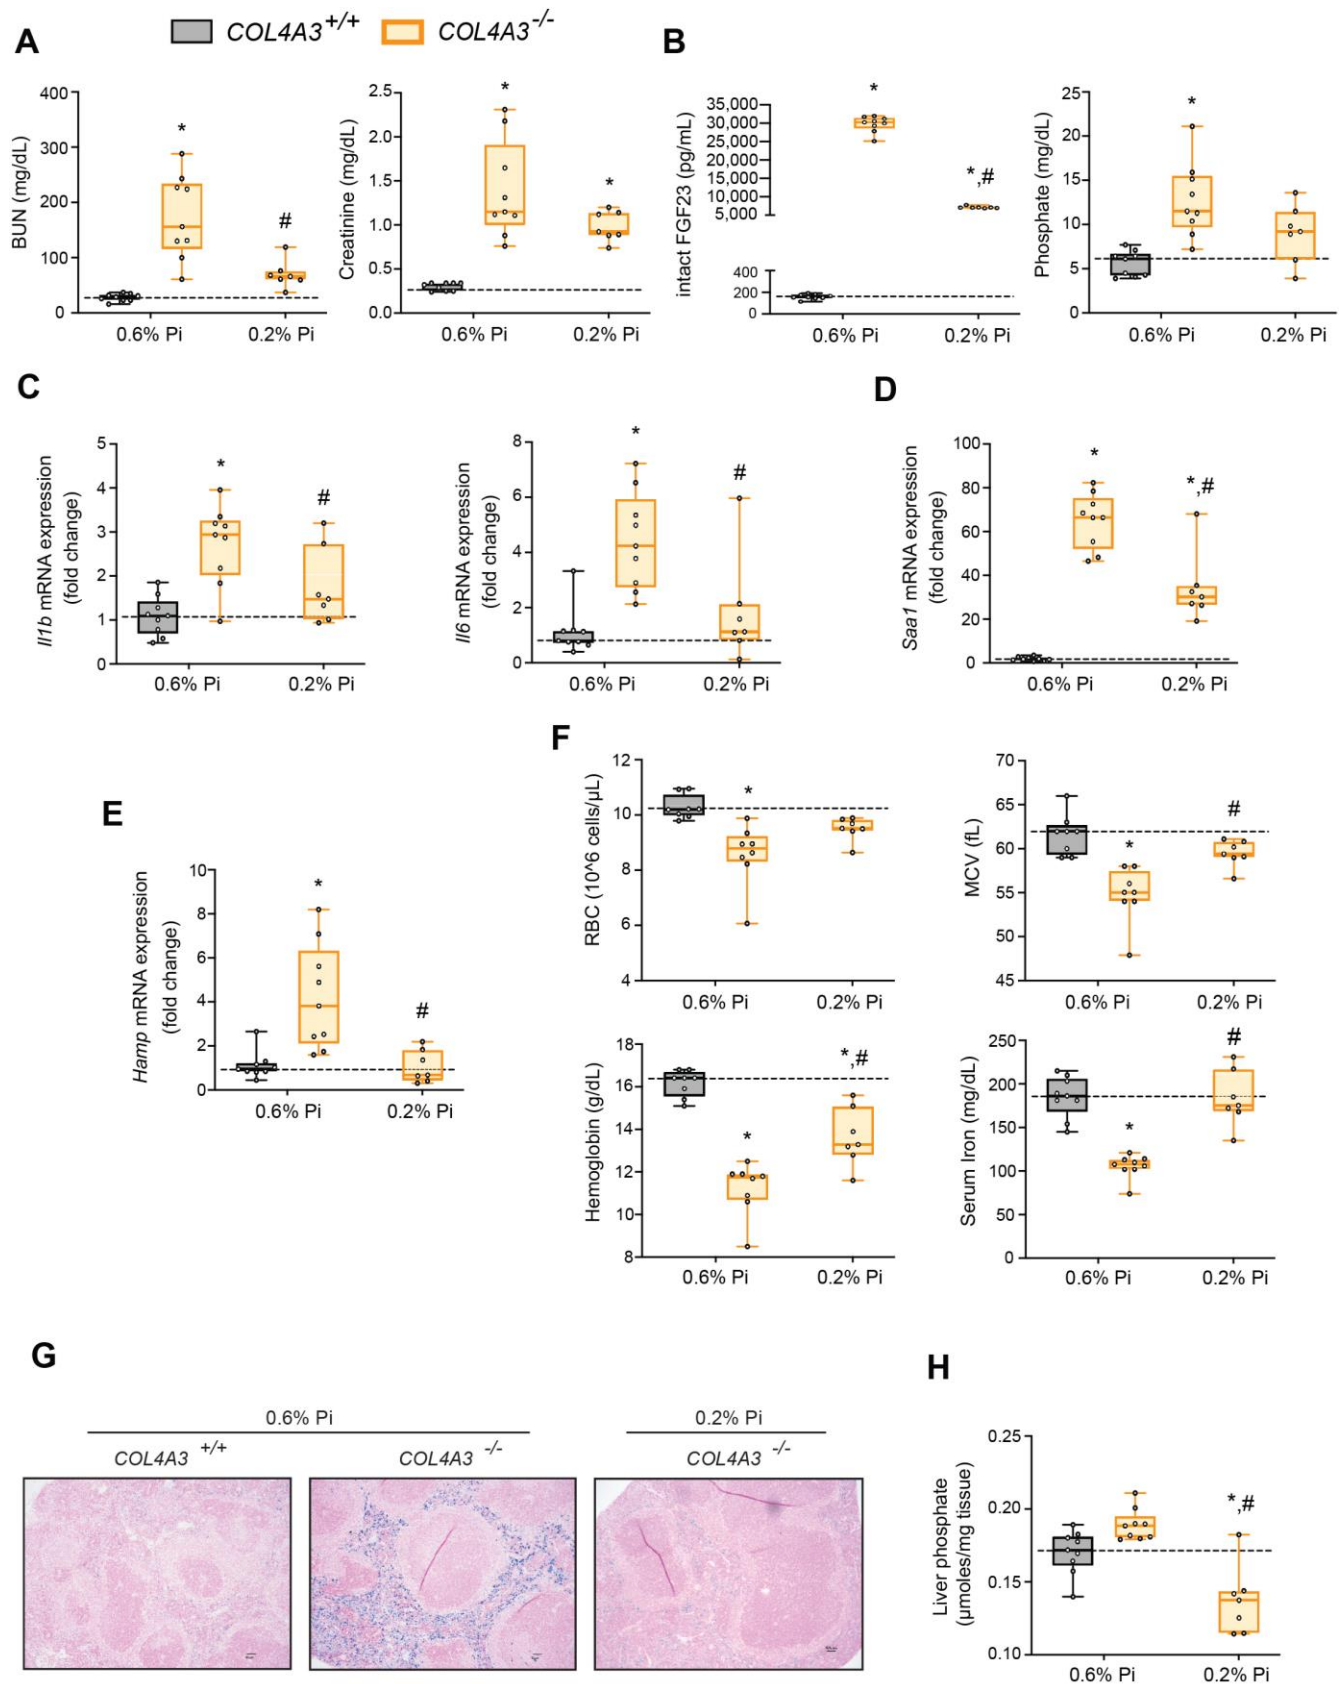 COL4A3+/+ COL4A3-/-
A
B
400
300
200
100
0
BUN (mg/dL)
*
#
0.6% Pi 0.2% Pi
2.5
2.0
1.5
1.0
0.5
0.0
Creatinine (mg/dL)
*
*
0.6% Pi 0.2% Pi
35,000
30,000
25,000
20,000
15,000
10,000
5,000
400
200
0
intact FGF23 (pg/mL)
*
*,#
0.6% Pi 0.2% Pi
25
20
15
10
5
0
Phosphate (mg/dL)
*
0.6% Pi 0.2% Pi
C
D
5
4
3
2
1
0
Il1b mRNA expression
(fold change)
*
#
0.6% Pi 0.2% Pi
8
6
4
2
0
Il6 mRNA expression
(fold change)
*
#
0.6% Pi 0.2% Pi
100
80
60
40
20
0
Saa1 mRNA expression
(fold change)
*
*,#
0.6% Pi 0.2% Pi
E
10
8
6
4
2
0
Hamp mRNA expression
(fold change)
*
#
0.6% Pi 0.2% Pi
F
12
10
8
6
4
RBC (10^6 cells/µL)
*
0.6% Pi 0.2% Pi
70
65
60
55
50
45
MCV (fL)
*
#
0.6% Pi 0.2% Pi
18
16
14
12
10
8
Hemoglobin (g/dL)
*
*,#
0.6% Pi 0.2% Pi
250
200
150
100
50
0
Serum Iron (mg/dL)
*
#
0.6% Pi 0.2% Pi
G
0.6% Pi 0.2% Pi
COL4A3 +/+ COL4A3 -/- COL4A3 -/-
H
0.25
0.20
0.15
0.10
Liver phosphate
(µmoles/mg tissue)
*,#
0.6% Pi 0.2% Pi